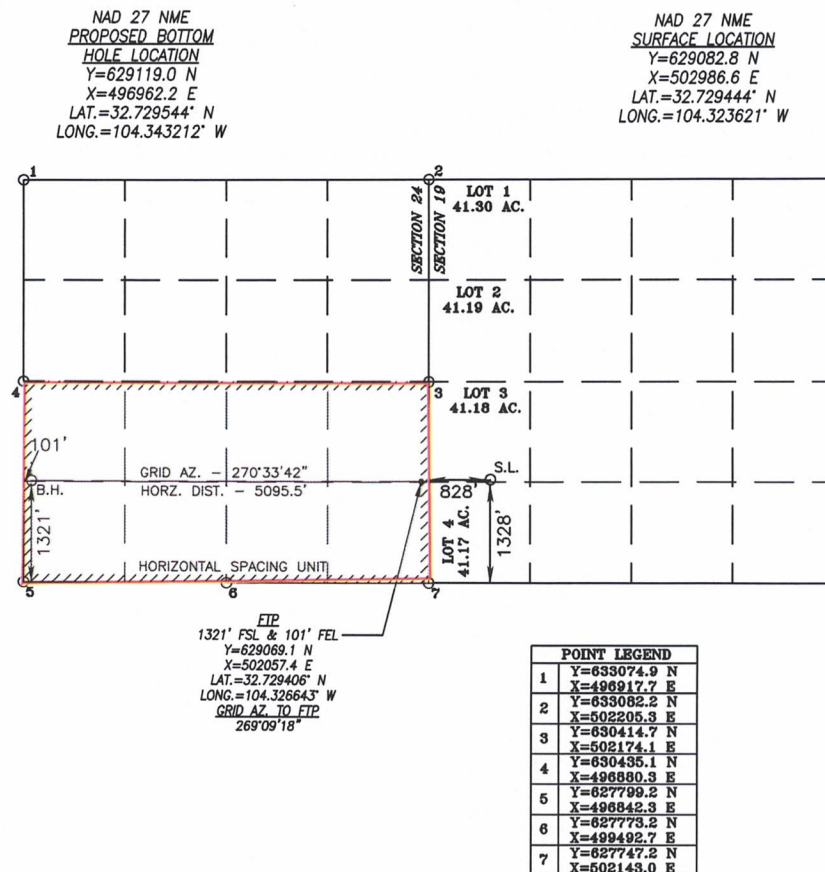 NAD 27 NME
PROPOSED BOTTOM
HOLE LOCATION
Y=629119.0 N
X=496962.2 E
LAT.=32.729544° N
LONG.=104.343212° W
NAD 27 NME
SURFACE LOCATION
Y=629082.8 N
X=502986.6 E
LAT.=32.729444° N
LONG.=104.323621° W
1
2
SECTION 24
SECTION 19
LOT 1
41.30 AC.
LOT 2
41.19 AC.
4
3
LOT 3
41.18 AC.
101'
GRID AZ. - 270°33'42"
S.L.
B.H.
HORZ. DIST. - 5095.5'
828'
1321'
LOT 4
41.17 AC.
1328'
HORIZONTAL SPACING UNIT
5
6
7
FTP
1321' FSL & 101' FEL
Y=629069.1 N
X=502057.4 E
LAT.=32.729406° N
LONG.=104.326643° W
GRID AZ. TO FTP
269°09'18"
POINT LEGEND
1
Y=633074.9 N
X=496917.7 E
2
Y=633082.2 N
X=502205.3 E
3
Y=630414.7 N
X=502174.1 E
4
Y=630435.1 N
X=496880.3 E
5
Y=627799.2 N
X=496842.3 E
6
Y=627773.2 N
X=499492.7 E
7
Y=627747.2 N
X=502143.0 E